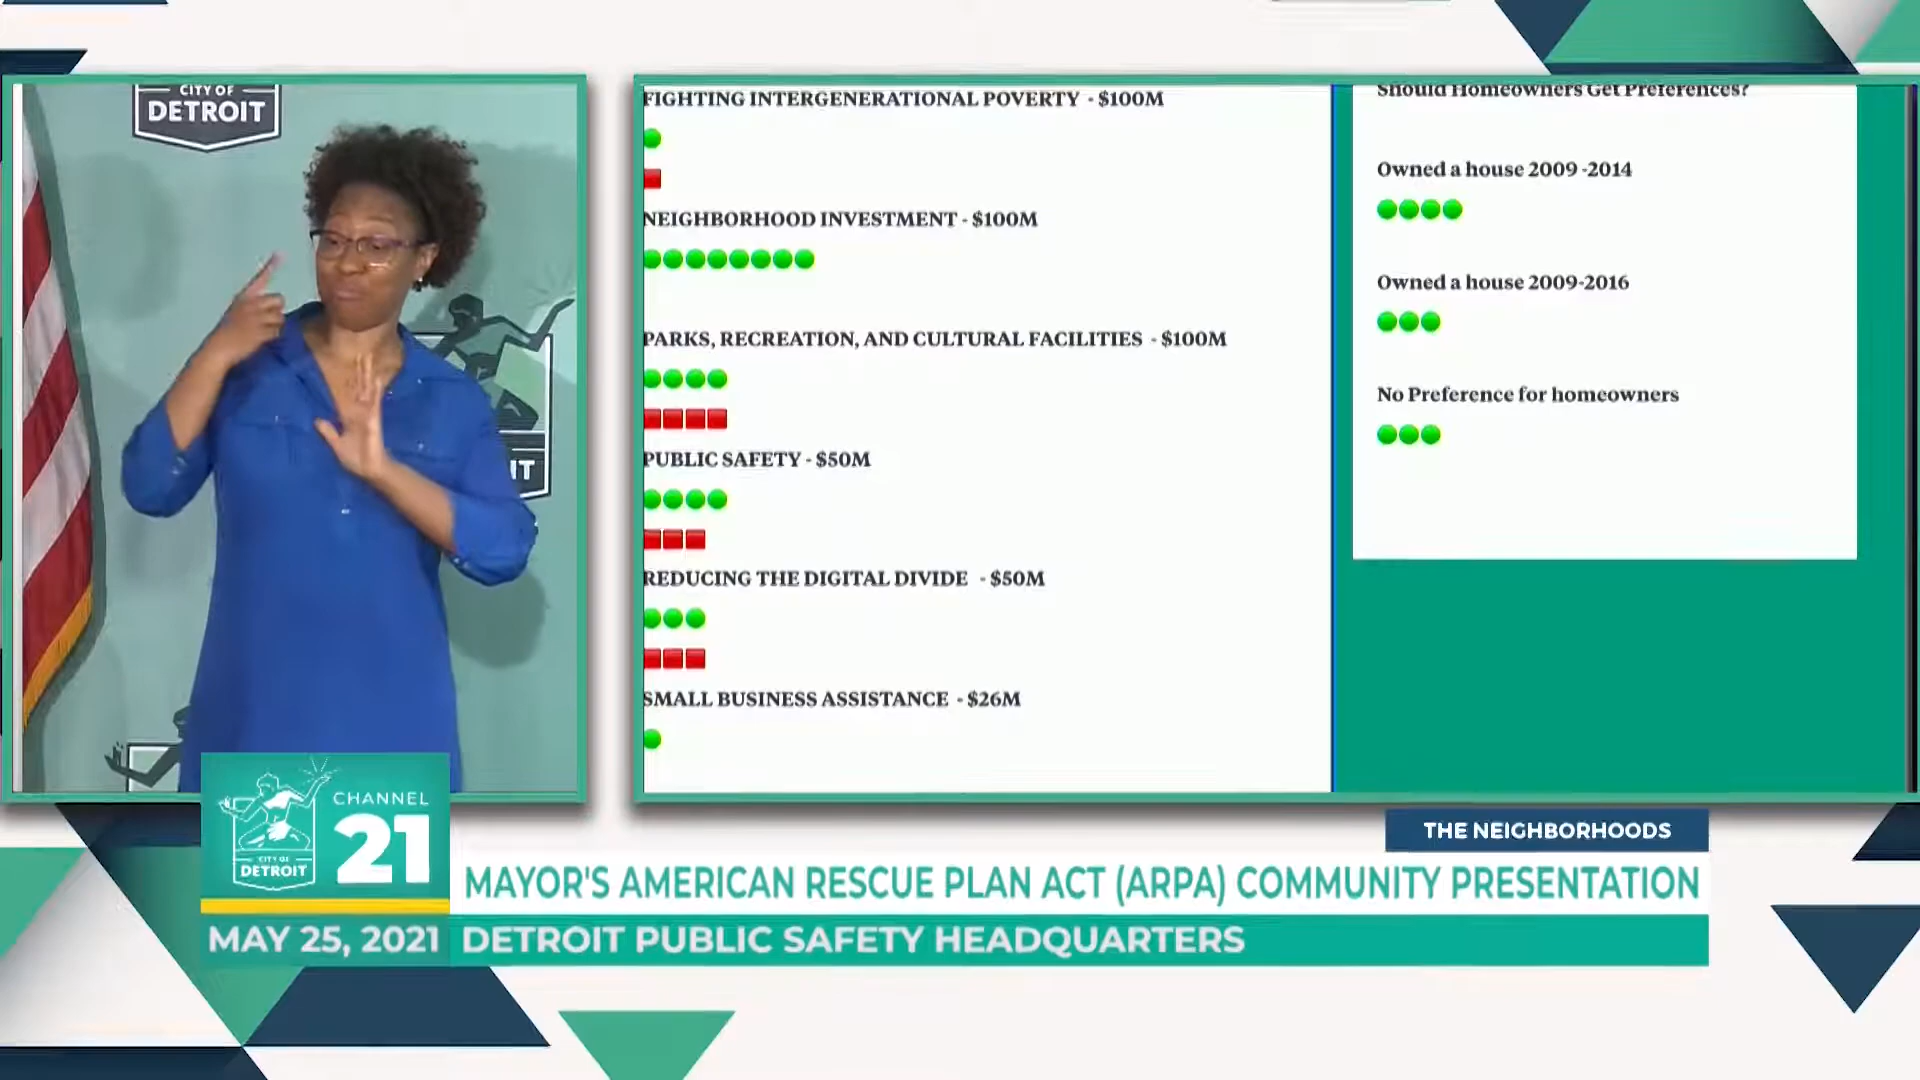 CITY OF
DETROIT
IT
FIGHTING INTERGENERATIONAL POVERTY - $100M
NEIGHBORHOOD INVESTMENT - $100M
PARKS, RECREATION, AND CULTURAL FACILITIES - $100M
PUBLIC SAFETY - $50M
REDUCING THE DIGITAL DIVIDE - $50M
SMALL BUSINESS ASSISTANCE - $26M
Should Homeowners Get Preferences?
Owned a house 2009 -2014
Owned a house 2009-2016
No Preference for homeowners
CITY OF
DETROIT
CHANNEL
21
THE NEIGHBORHOODS
MAYOR'S AMERICAN RESCUE PLAN ACT (ARPA) COMMUNITY PRESENTATION
MAY 25, 2021
DETROIT PUBLIC SAFETY HEADQUARTERS